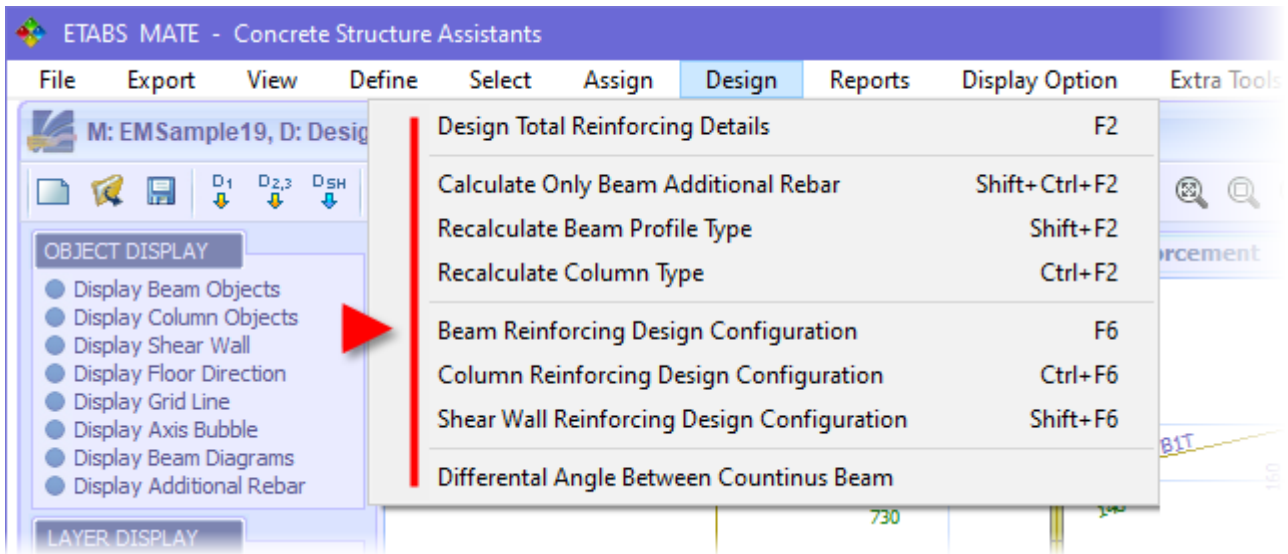 ETABS MATE - Concrete Structure Assistants
File Export View Define Select Assign Design Reports Display Option Extra Tools
M: EMSample19, D: Desig
D1 D2,3 DSH
OBJECT DISPLAY
Display Beam Objects
Display Column Objects
Display Shear Wall
Display Floor Direction
Display Grid Line
Display Axis Bubble
Display Beam Diagrams
Display Additional Rebar
LAYER DISPLAY
Design Total Reinforcing Details F2
Calculate Only Beam Additional Rebar Shift+Ctrl+F2
Recalculate Beam Profile Type Shift+F2
Recalculate Column Type Ctrl+F2
Beam Reinforcing Design Configuration F6
Column Reinforcing Design Configuration Ctrl+F6
Shear Wall Reinforcing Design Configuration Shift+F6
Differental Angle Between Countinus Beam
orcement
B1T
160
730